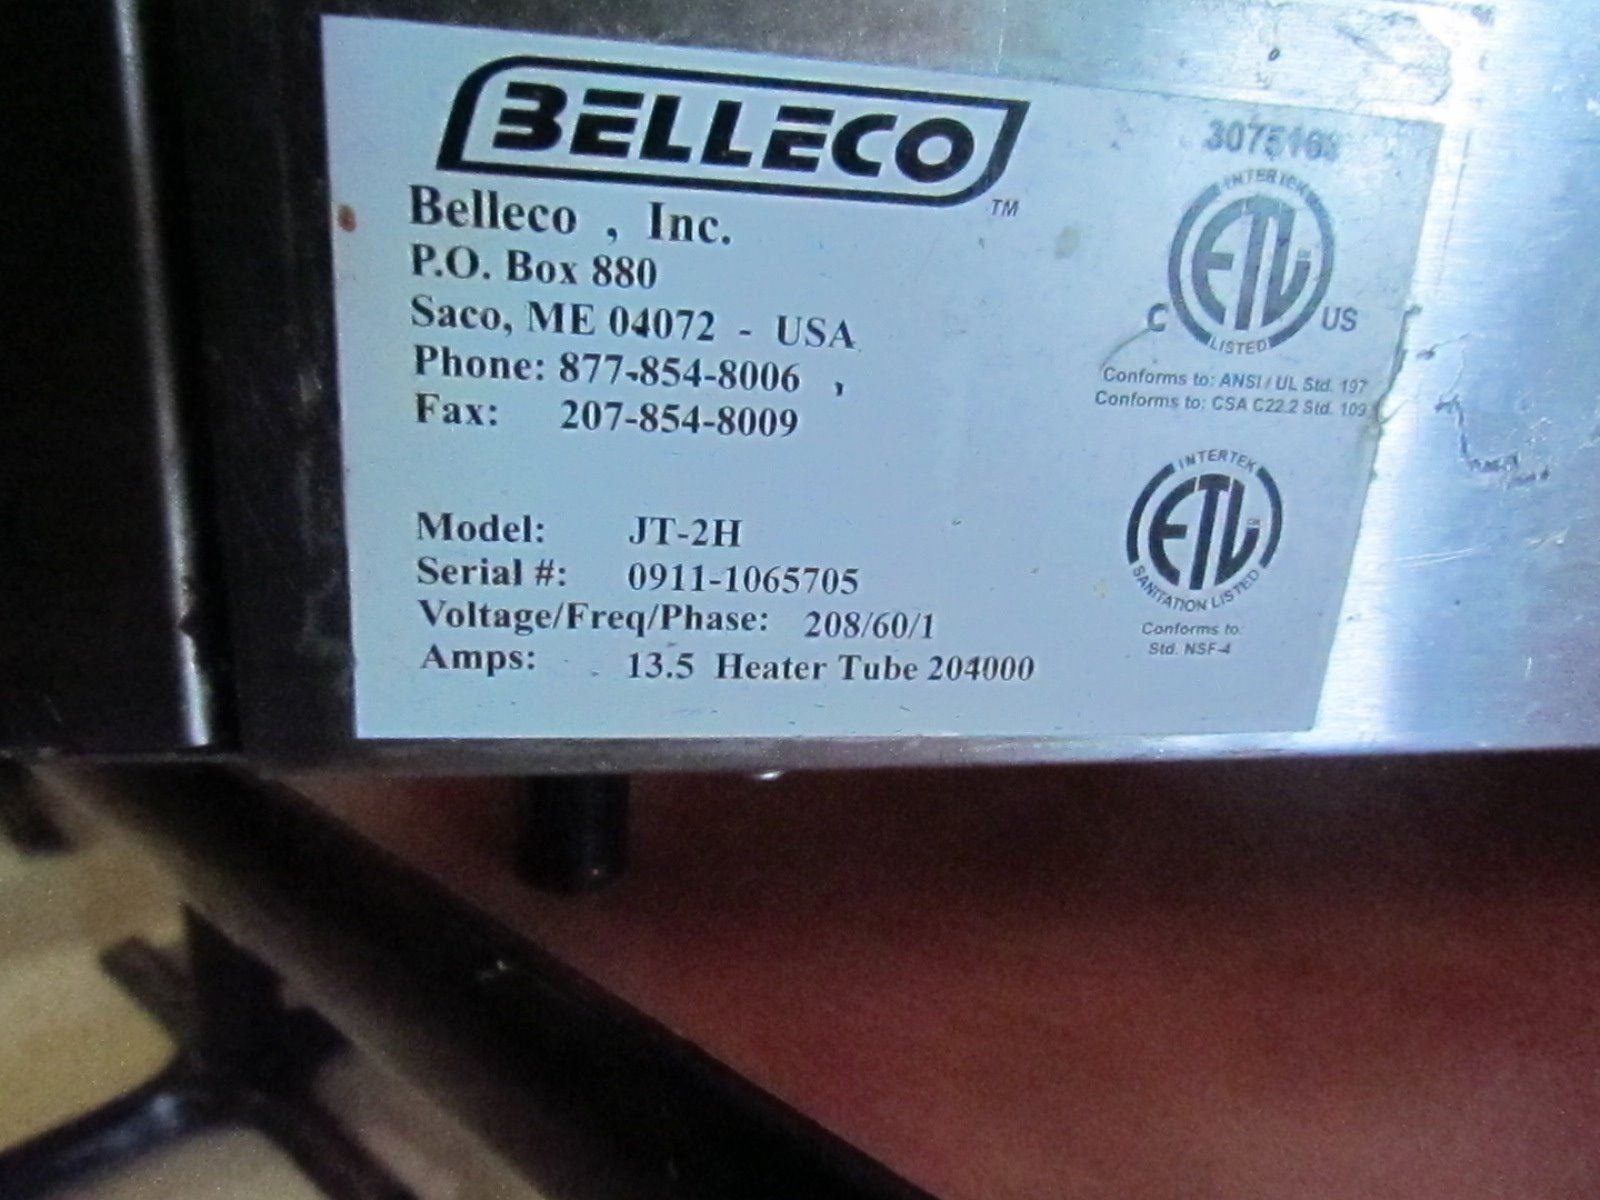 BELLECO
TM
Belleco , Inc.
P.O. Box 880
Saco, ME 04072 - USA
Phone: 877-854-8006 ,
Fax: 207-854-8009
Model: JT-2H
Serial #: 0911-1065705
Voltage/Freq/Phase: 208/60/1
Amps: 13.5 Heater Tube 204000
INTERTEK
ETL
C US
LISTED
Conforms to: ANSI / UL Std. 197
Conforms to: CSA C22.2 Std. 109
INTERTEK
ETL
SANITATION LISTED
Conforms to:
Std. NSF-4